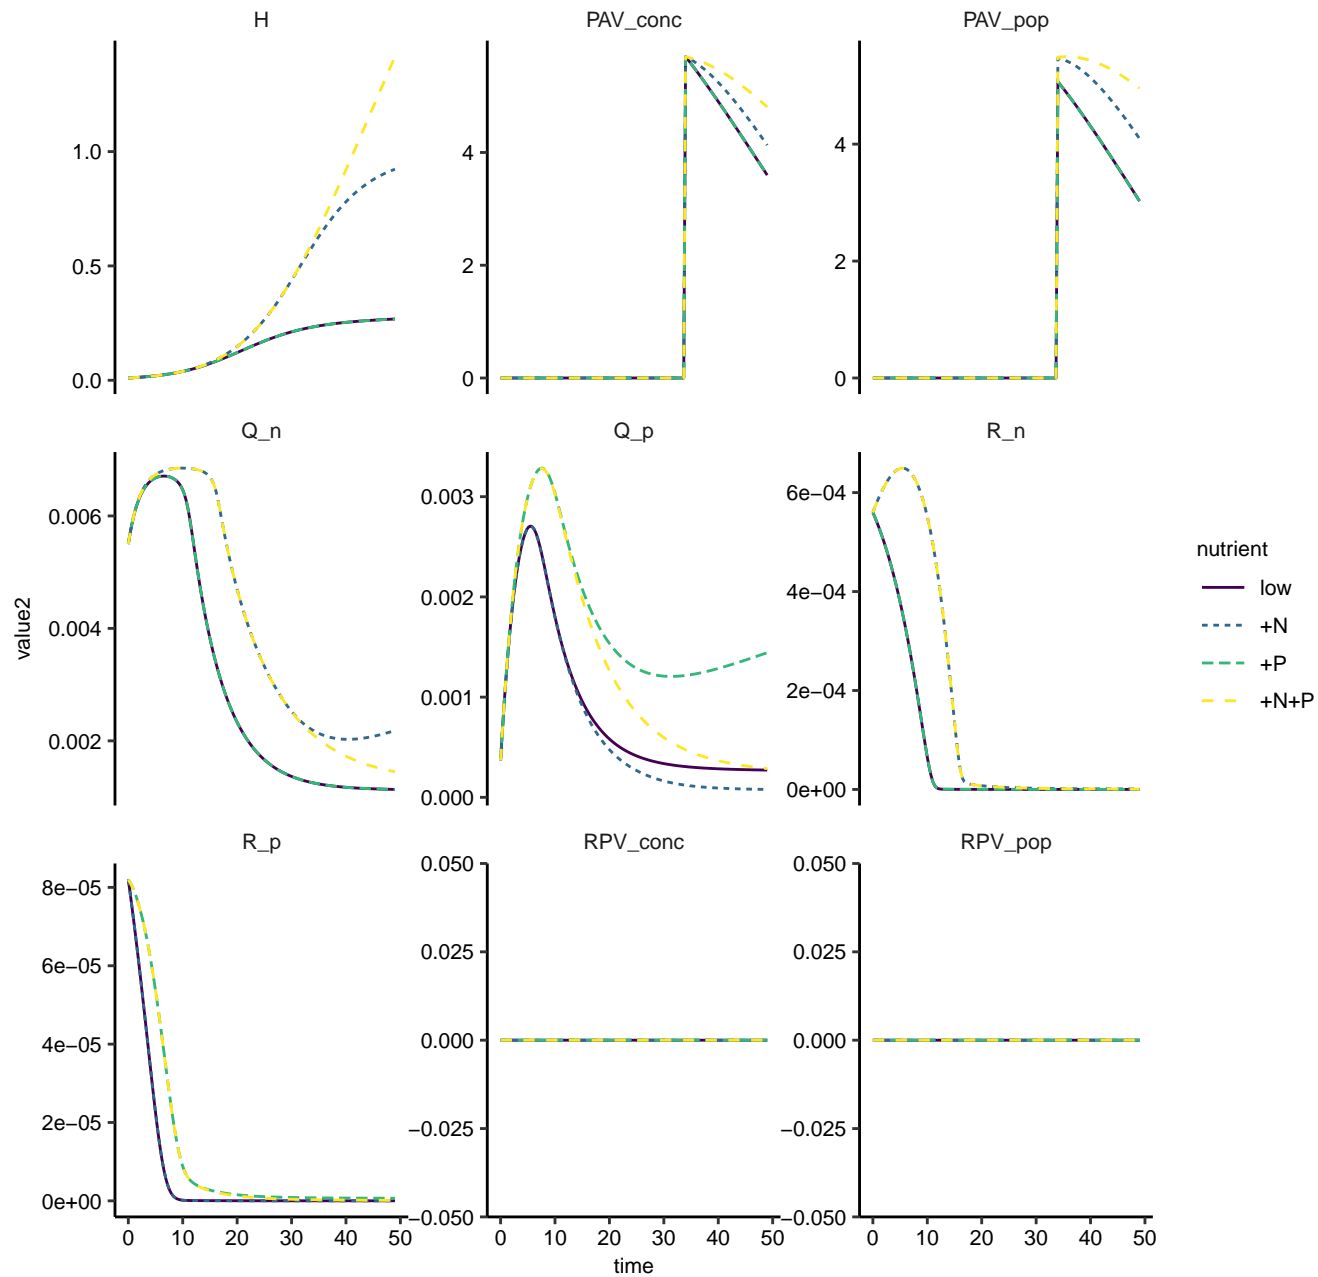 H
PAV_conc
PAV_pop
1.0
0.5
0.0
4
2
0
4
2
0
Q_n
Q_p
R_n
0.006
0.004
0.002
0.003
0.002
0.001
0.000
6e−04
4e−04
2e−04
0e+00
R_p
RPV_conc
RPV_pop
8e−05
6e−05
4e−05
2e−05
0e+00
0.050
0.025
0.000
−0.025
−0.050
0.050
0.025
0.000
−0.025
−0.050
0 10 20 30 40 50
0 10 20 30 40 50
0 10 20 30 40 50
time
value2
nutrient
low
+N
+P
+N+P